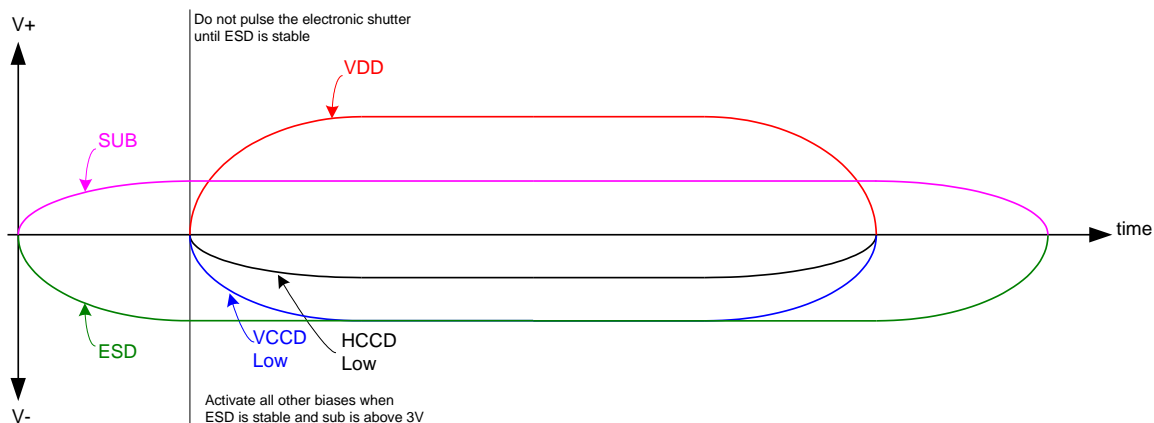 V+
Do not pulse the electronic shutter
until ESD is stable
VDD
SUB
time
ESD
VCCD
Low
HCCD
Low
Activate all other biases when
ESD is stable and sub is above 3V
V-